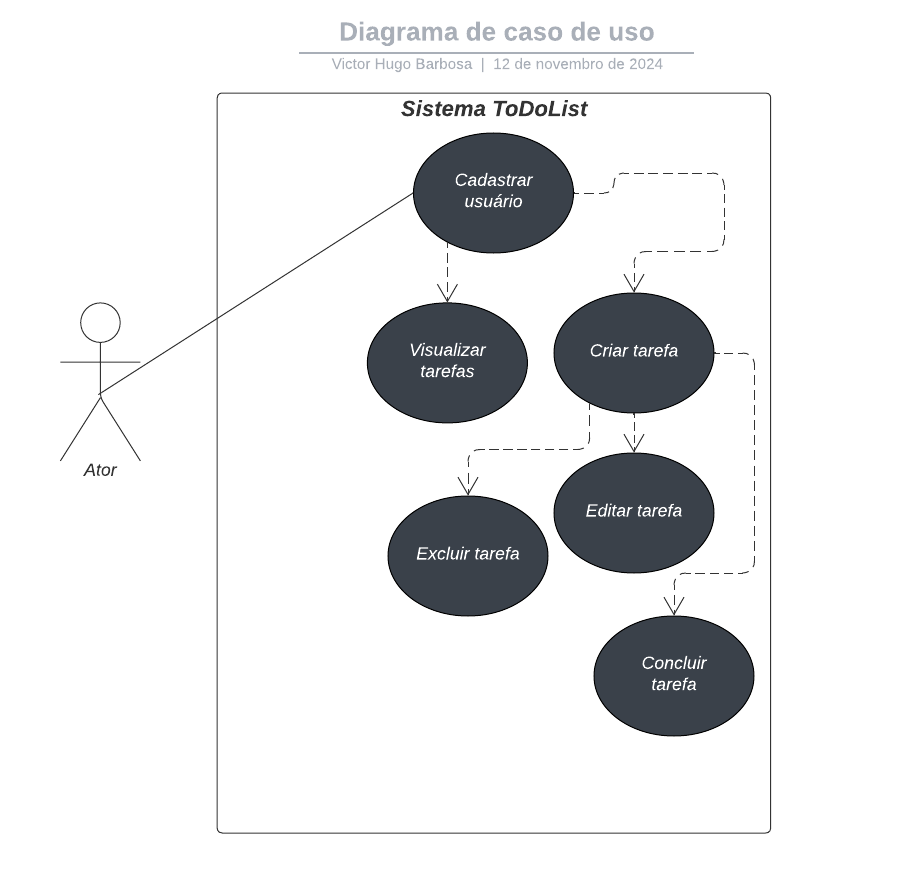 Diagrama de caso de uso
Victor Hugo Barbosa | 12 de novembro de 2024
Sistema ToDoList
Cadastrar
usuário
Visualizar
tarefas
Criar tarefa
Ator
Editar tarefa
Excluir tarefa
Concluir
tarefa